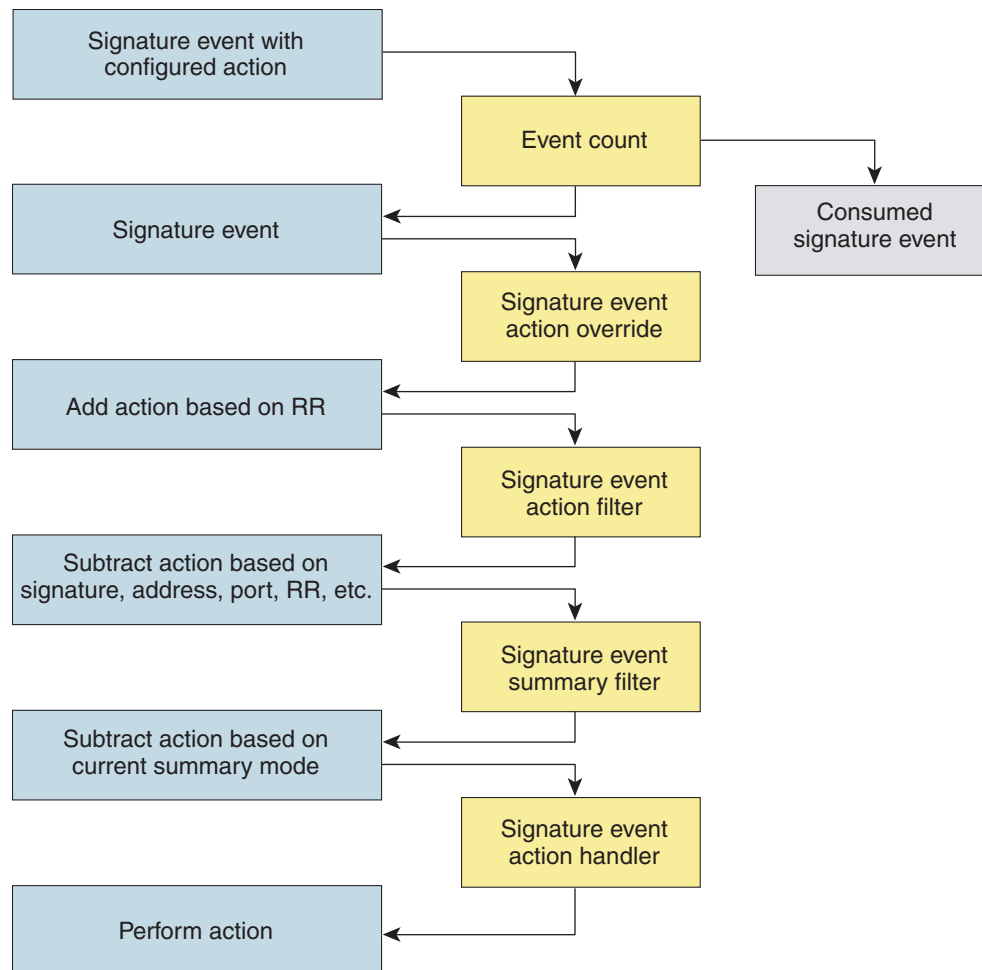 Signature event with
configured action
Event count
Consumed
signature event
Signature event
Signature event
action override
Add action based on RR
Signature event
action filter
Subtract action based on
signature, address, port, RR, etc.
Signature event
summary filter
Subtract action based on
current summary mode
Signature event
action handler
Perform action